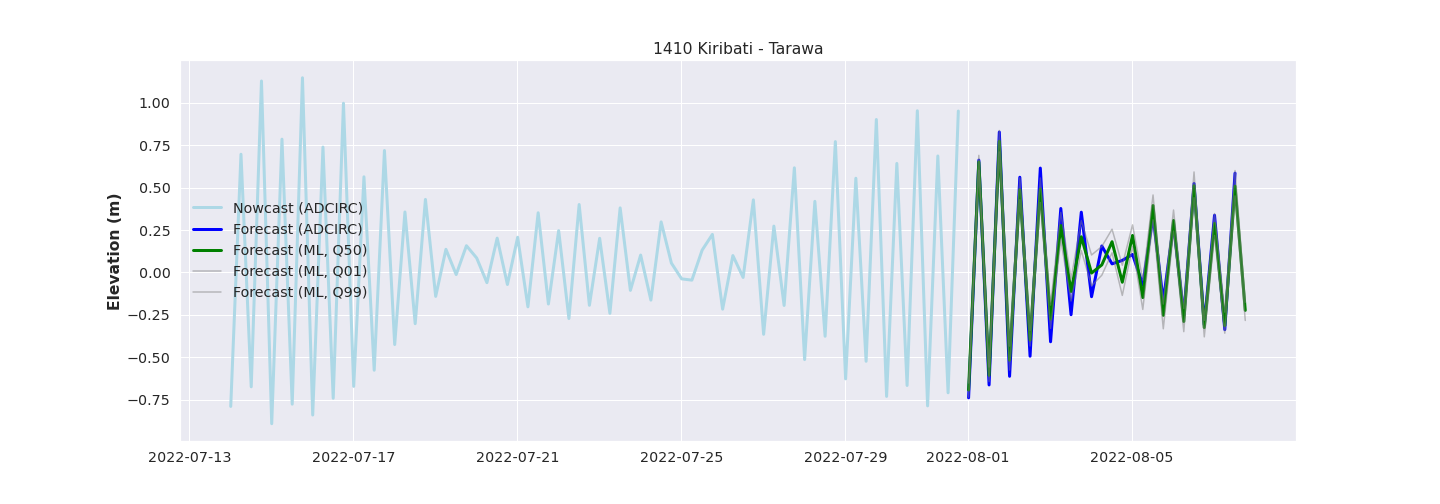 1410 Kiribati - Tarawa
Elevation (m)
1.00
0.75
0.50
0.25
0.00
−0.25
−0.50
−0.75
Nowcast (ADCIRC)
Forecast (ADCIRC)
Forecast (ML, Q50)
Forecast (ML, Q01)
Forecast (ML, Q99)
2022-07-13 2022-07-17 2022-07-21 2022-07-25 2022-07-29 2022-08-01 2022-08-05